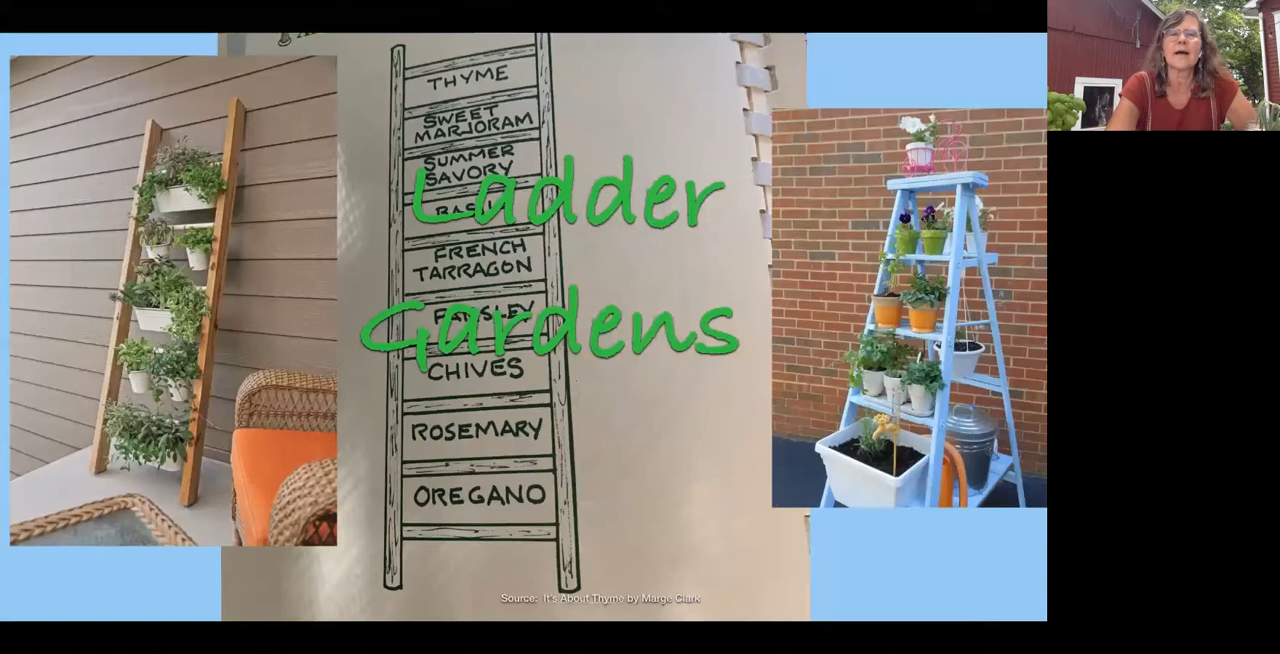 THYME
SWEET
MARJORAM
SUMMER
SAVORY
Ladder
FRENCH
TARRAGON
PARSLEY
Gardens
CHIVES
ROSEMARY
OREGANO
Source: It's About Thyme by Marge Clark